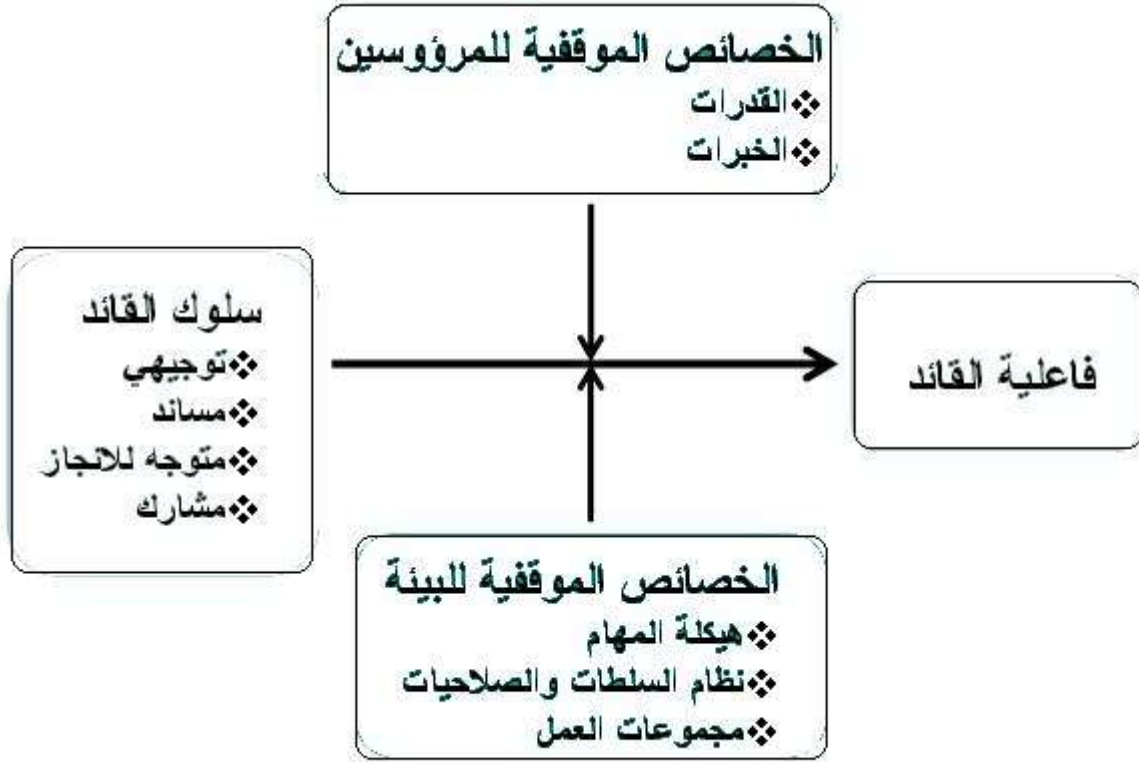 الخصائص الموقفية للمرؤوسين
❖القدرات
❖الخبرات
سلوك القائد
❖توجيهي
❖مساند
❖متوجه للانجاز
❖مشارك
فاعلية القائد
الخصائص الموقفية للبيئة
❖هيكلة المهام
❖نظام السلطات والصلاحيات
❖مجموعات العمل